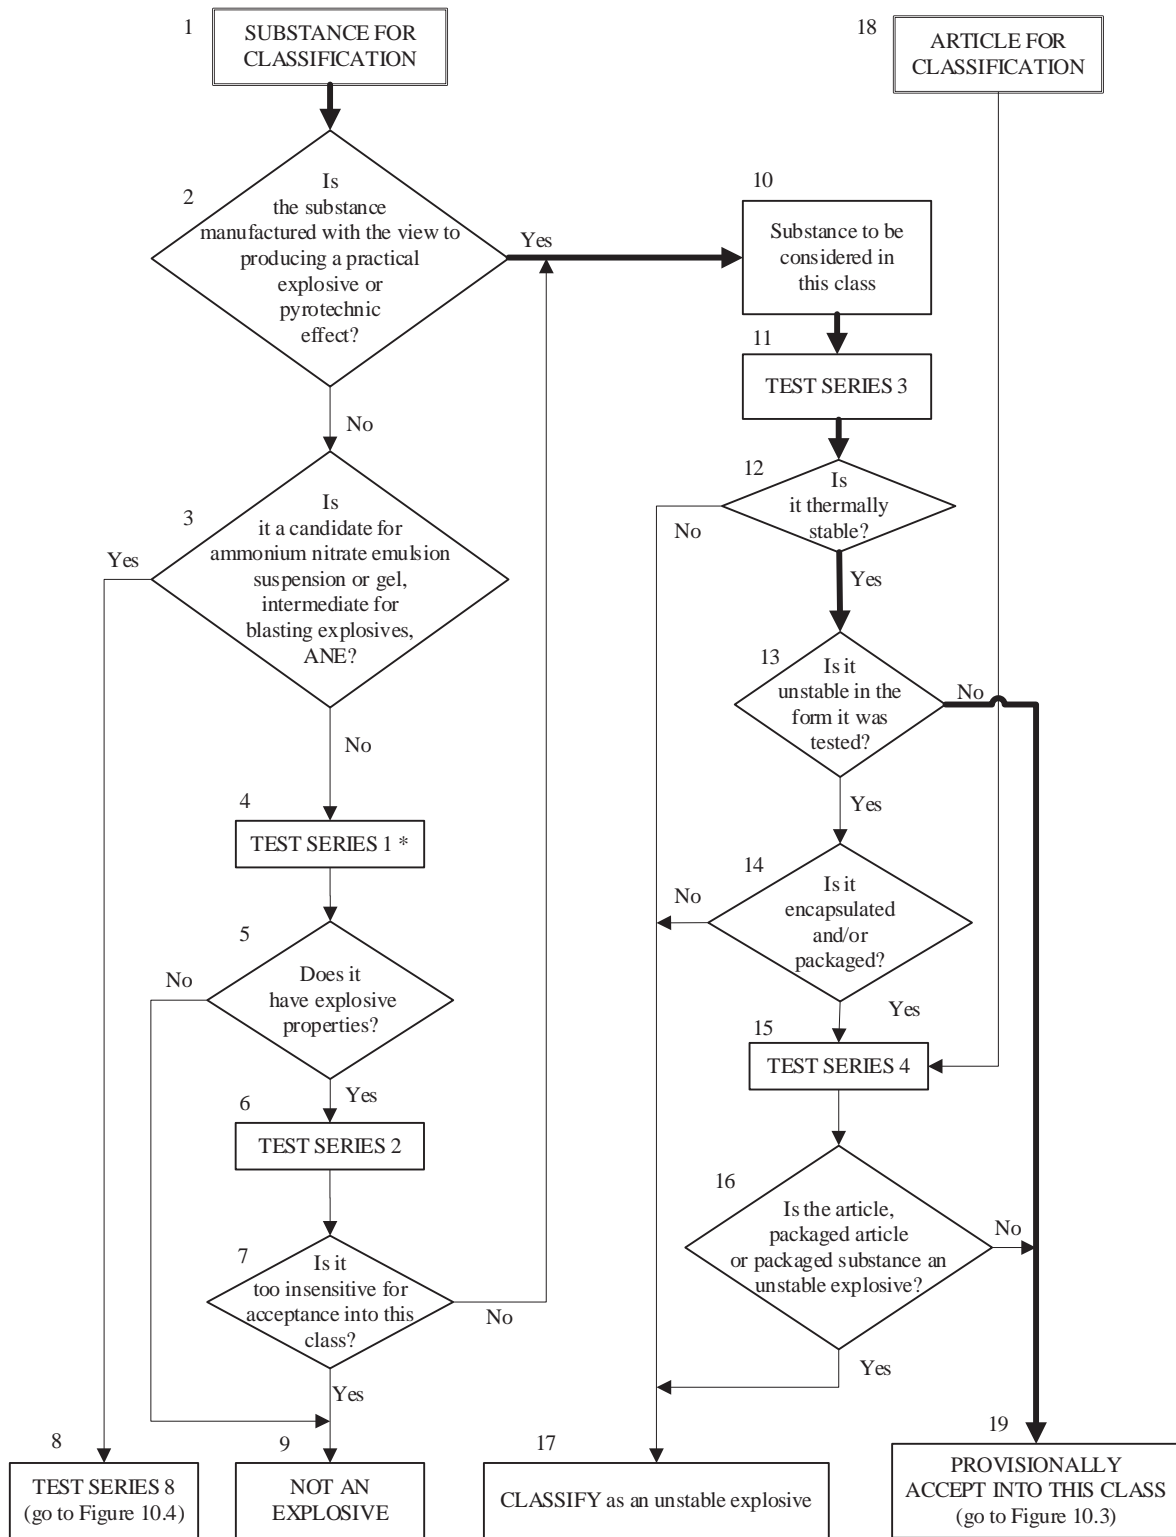 1
SUBSTANCE FOR
CLASSIFICATION
18
ARTICLE FOR
CLASSIFICATION
2
Is
the substance
manufactured with the view to
producing a practical
explosive or
pyrotechnic
effect?
Yes
No
10
Substance to be
considered in
this class
11
TEST SERIES 3
3
Is
it a candidate for
ammonium nitrate emulsion
suspension or gel,
intermediate for
blasting explosives,
ANE?
Yes
No
12
Is
it thermally
stable?
No
Yes
13
Is it
unstable in the
form it was
tested?
No
Yes
4
TEST SERIES 1 *
14
Is it
encapsulated
and/or
packaged?
No
Yes
5
Does it
have explosive
properties?
No
Yes
15
TEST SERIES 4
6
TEST SERIES 2
16
Is the article,
packaged article
or packaged substance an
unstable explosive?
No
Yes
7
Is it
too insensitive for
acceptance into this
class?
No
Yes
8
TEST SERIES 8
(go to Figure 10.4)
9
NOT AN
EXPLOSIVE
17
CLASSIFY as an unstable explosive
19
PROVISIONALLY
ACCEPT INTO THIS CLASS
(go to Figure 10.3)